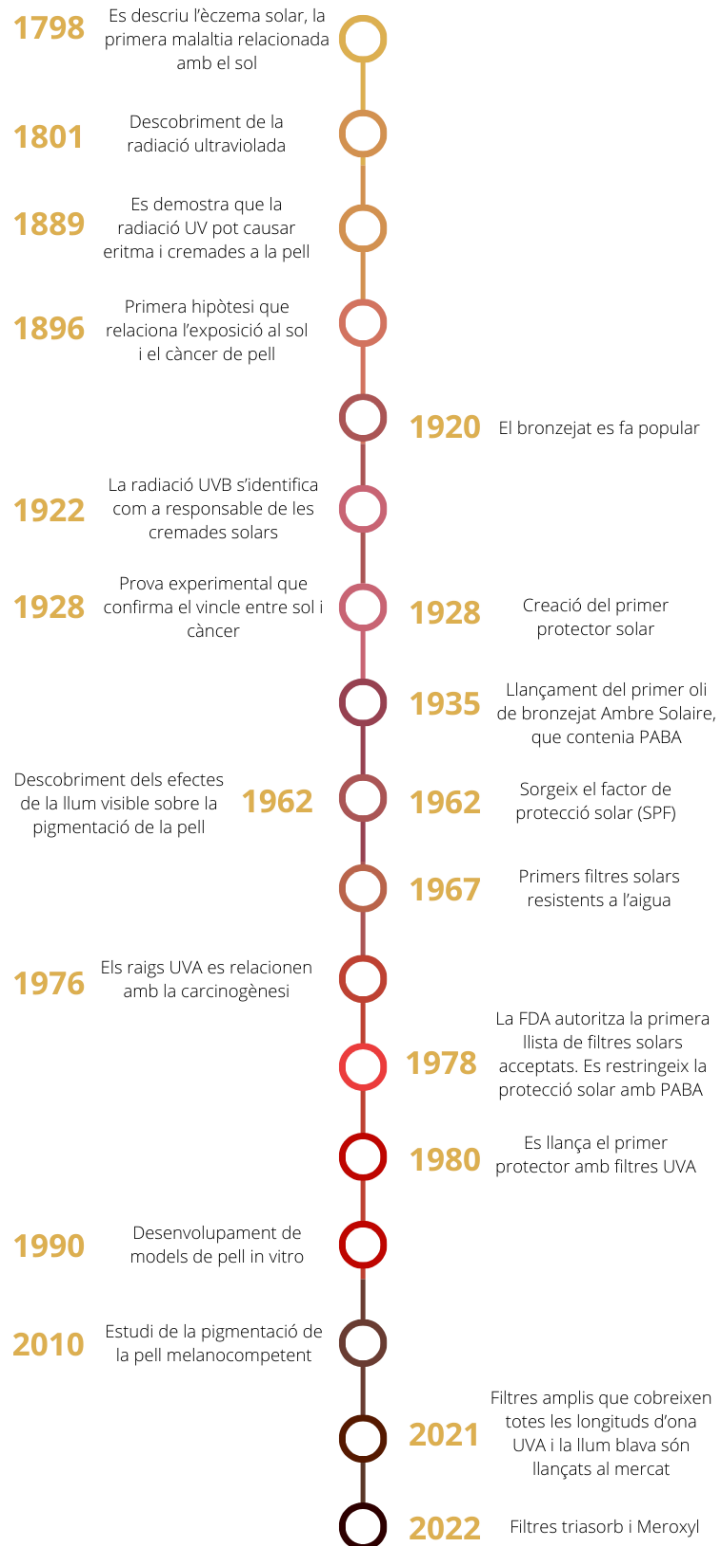 1798
Es descriu l'èczema solar, la
primera malaltia relacionada
amb el sol
1801
Descobriment de la
radiació ultraviolada
1889
Es demostra que la
radiació UV pot causar
eritma i cremades a la pell
1896
Primera hipòtesi que
relaciona l'exposició al sol
i el càncer de pell
1920
El bronzejat es fa popular
1922
La radiació UVB s'identifica
com a responsable de les
cremades solars
1928
Prova experimental que
confirma el vincle entre sol i
càncer
1928
Creació del primer
protector solar
1935
Llançament del primer oli
de bronzejat Ambre Solaire,
que contenia PABA
Descobriment dels efectes
de la llum visible sobre la
pigmentació de la pell
1962
1962
Sorgeix el factor de
protecció solar (SPF)
1967
Primers filtres solars
resistents a l'aigua
1976
Els raigs UVA es relacionen
amb la carcinogènesi
1978
La FDA autoritza la primera
llista de filtres solars
acceptats. Es restringeix la
protecció solar amb PABA
1980
Es llança el primer
protector amb filtres UVA
1990
Desenvolupament de
models de pell in vitro
2010
Estudi de la pigmentació de
la pell melanocompetent
2021
Filtres amplis que cobreixen
totes les longituds d'ona
UVA i la llum blava són
llançats al mercat
2022
Filtres triasorb i Meroxyl